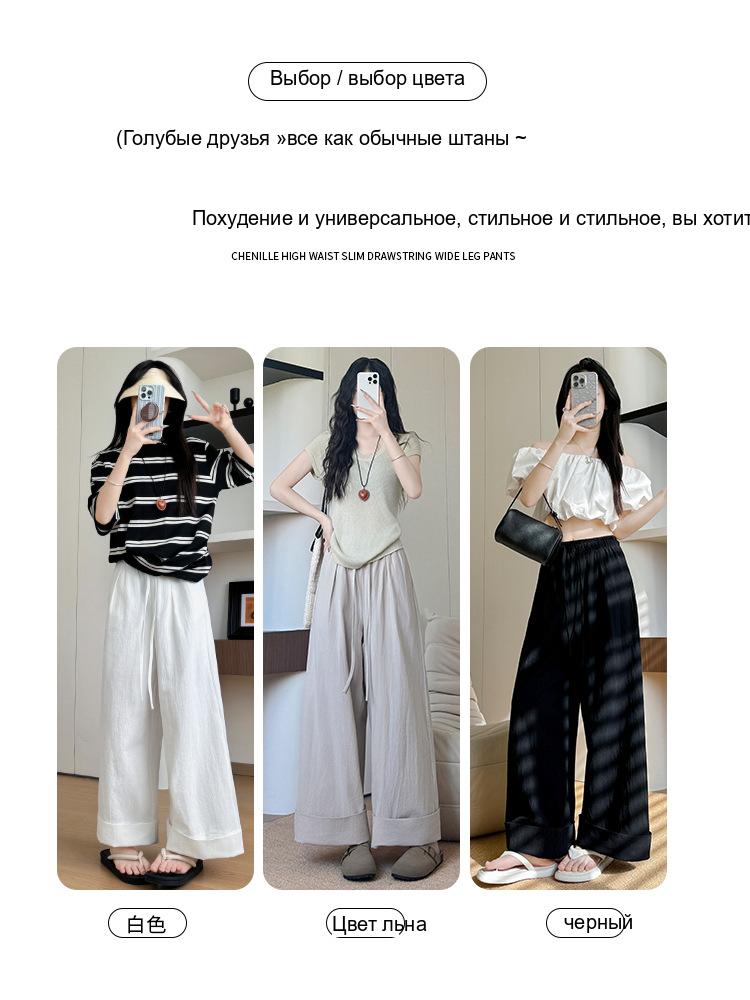 Выбор / выбор цвета
(Голубые друзья »все как обычные штаны ~
Похудение и универсальное, стильное и стильное, вы хотит
CHENILLE HIGH WAIST SLIM DRAWSTRING WIDE LEG PANTS
白色
Цвет льна
черный